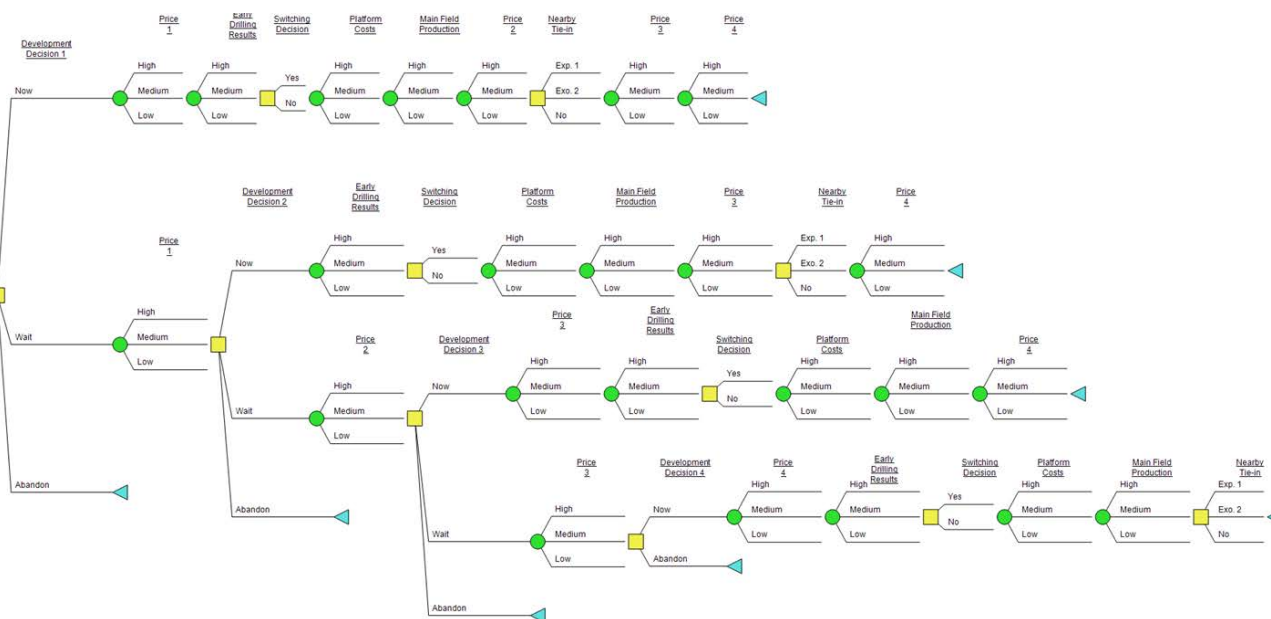 Early
Price Drilling Switching Platform Main Field Price Nearby Price Price
1 Results Decision Costs Production 2 Tie-in 3 4
Development
Decision 1
High High High High High Exp. 1 High High
Yes
Now Medium Medium Medium Medium Medium Exo. 2 Medium Medium
No
Low Low Low Low Low No Low Low
Development Early Switching Platform Main Field Price Nearby Price
Decision 2 Drilling Decision Costs Production 3 Tie-in 4
Results
Price
1
High High High High Exp. 1 High
Yes
Now Medium Medium Medium Medium Exo. 2 Medium
No
Low Low Low Low No Low
Price Early Main Field
3 Drilling Production
Results
High
Price Development Switching Platform Price
2 Decision 3 Decision Costs 4
Wait Medium
Low High High High High High
Yes
High Now Medium Medium Medium Medium Medium
No
Wait Medium Low Low Low Low Low
Low
Price Development Price Early Switching Platform Main Field Nearby
3 Decision 4 4 Drilling Decision Costs Production Tie-in
Results
Abandon High High High High Exp. 1
Yes
High Now Medium Medium Medium Medium Exo. 2
Abandon No
Wait Medium Low Low Low Low No
Low Abandon
Abandon